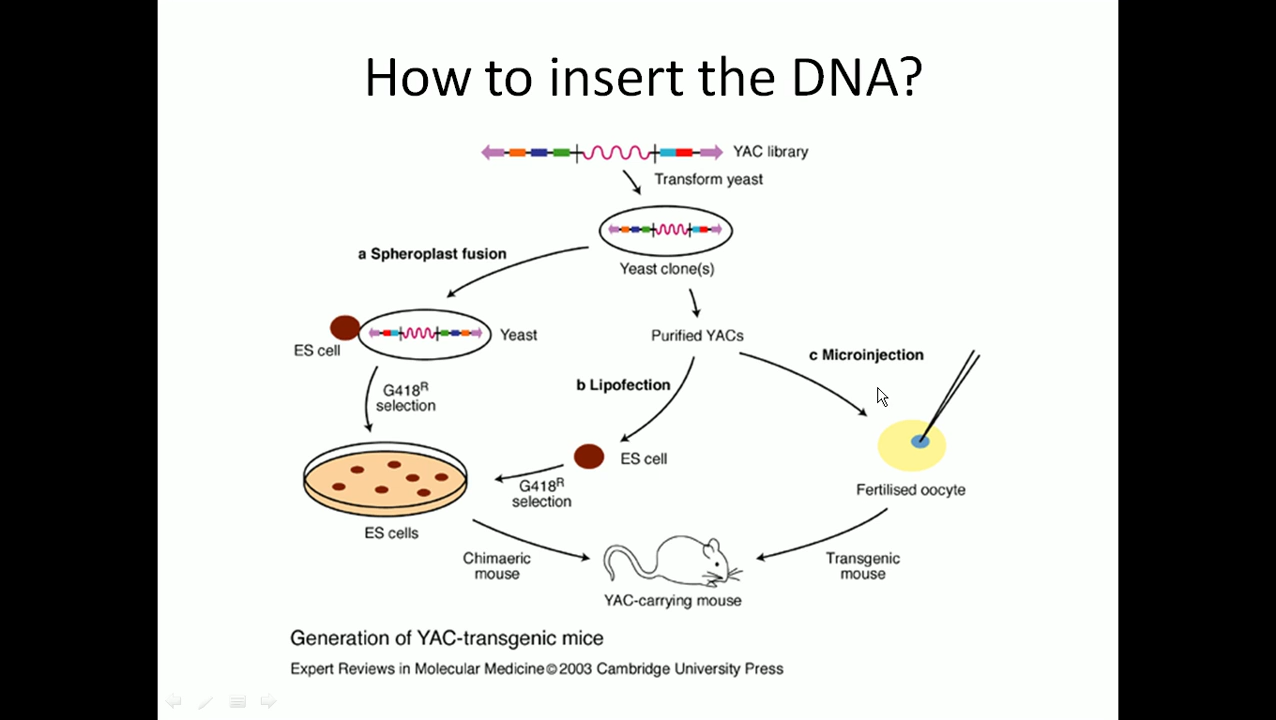 How to insert the DNA?
YAC library
Transform yeast
Yeast clone(s)
a Spheroplast fusion
ES cell
Yeast
Purified YACs
c Microinjection
G418R
selection
b Lipofection
ES cell
G418R
selection
Fertilised oocyte
ES cells
Chimaeric
mouse
Transgenic
mouse
YAC-carrying mouse
Generation of YAC-transgenic mice
Expert Reviews in Molecular Medicine©2003 Cambridge University Press